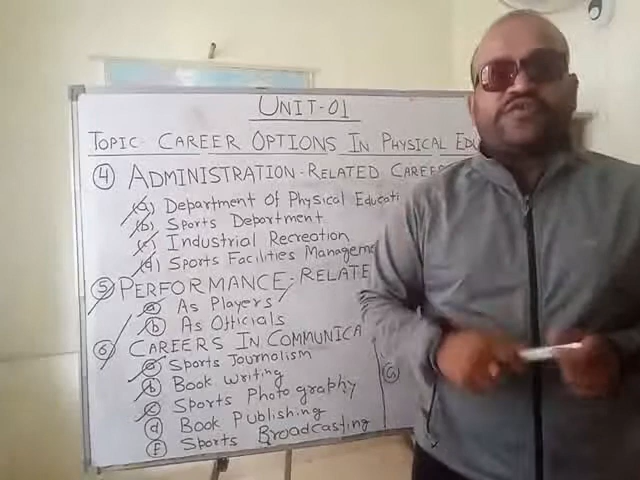 UNIT-01
TOPIC- CAREER OPTIONS IN PHYSICAL EDU
4 ADMINISTRATION-RELATED CAREER
(a) Department Of Physical Educati
(b) Sports Department
(c) Industrial Recreation
(d) Sports Facilities Manageme
5 PERFORMANCE-RELATE
a As Players
b As Officials
6 CAREERS IN COMMUNICA
a Sports Journalism
b Book Writing
c Sports Photography
d Book Publishing
F Sports Broadcasting
G